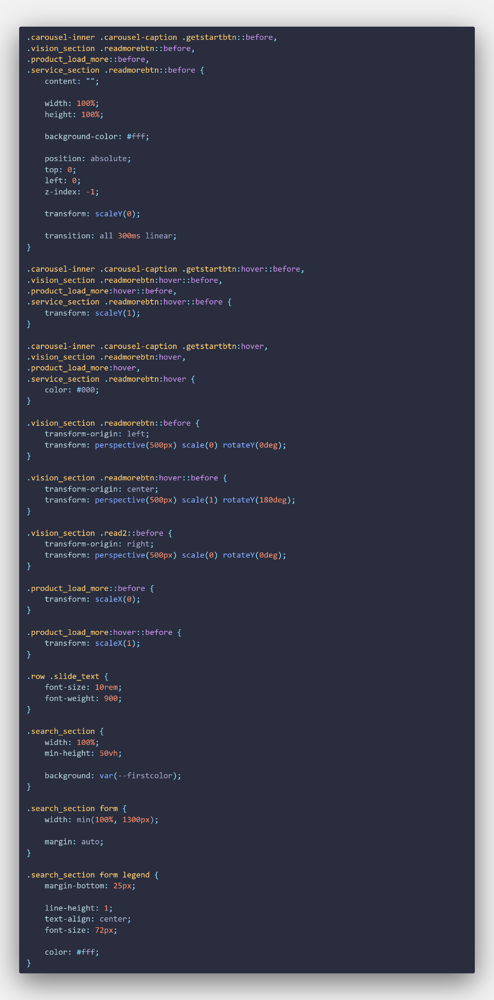 .carousel-inner .carousel-caption .getstartbtn::before,
.vision_section .readmorebtn::before,
.product_load_more::before,
.service_section .readmorebtn::before {
    content: "";

    width: 100%;
    height: 100%;

    background-color: #fff;

    position: absolute;
    top: 0;
    left: 0;
    z-index: -1;

    transform: scaleY(0);

    transition: all 300ms linear;
}

.carousel-inner .carousel-caption .getstartbtn:hover::before,
.vision_section .readmorebtn:hover::before,
.product_load_more:hover::before,
.service_section .readmorebtn:hover::before {
    transform: scaleY(1);
}

.carousel-inner .carousel-caption .getstartbtn:hover,
.vision_section .readmorebtn:hover,
.product_load_more:hover,
.service_section .readmorebtn:hover {
    color: #000;
}

.vision_section .readmorebtn::before {
    transform-origin: left;
    transform: perspective(500px) scale(0) rotateY(0deg);
}

.vision_section .readmorebtn:hover::before {
    transform-origin: center;
    transform: perspective(500px) scale(1) rotateY(180deg);
}

.vision_section .read2::before {
    transform-origin: right;
    transform: perspective(500px) scale(0) rotateY(0deg);
}

.product_load_more::before {
    transform: scaleX(0);
}

.product_load_more:hover::before {
    transform: scaleX(1);
}

.row .slide_text {
    font-size: 10rem;
    font-weight: 900;
}

.search_section {
    width: 100%;
    min-height: 50vh;

    background: var(--firstcolor);
}

.search_section form {
    width: min(100%, 1300px);

    margin: auto;
}

.search_section form legend {
    margin-bottom: 25px;

    line-height: 1;
    text-align: center;
    font-size: 72px;

    color: #fff;
}